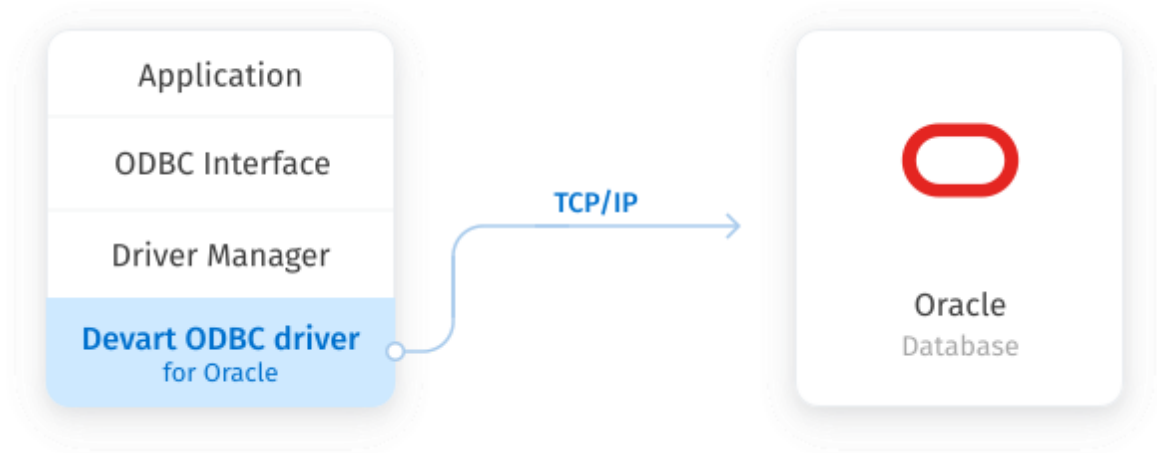 Application
ODBC Interface
Driver Manager
Devart ODBC driver
for Oracle
TCP/IP
Oracle
Database